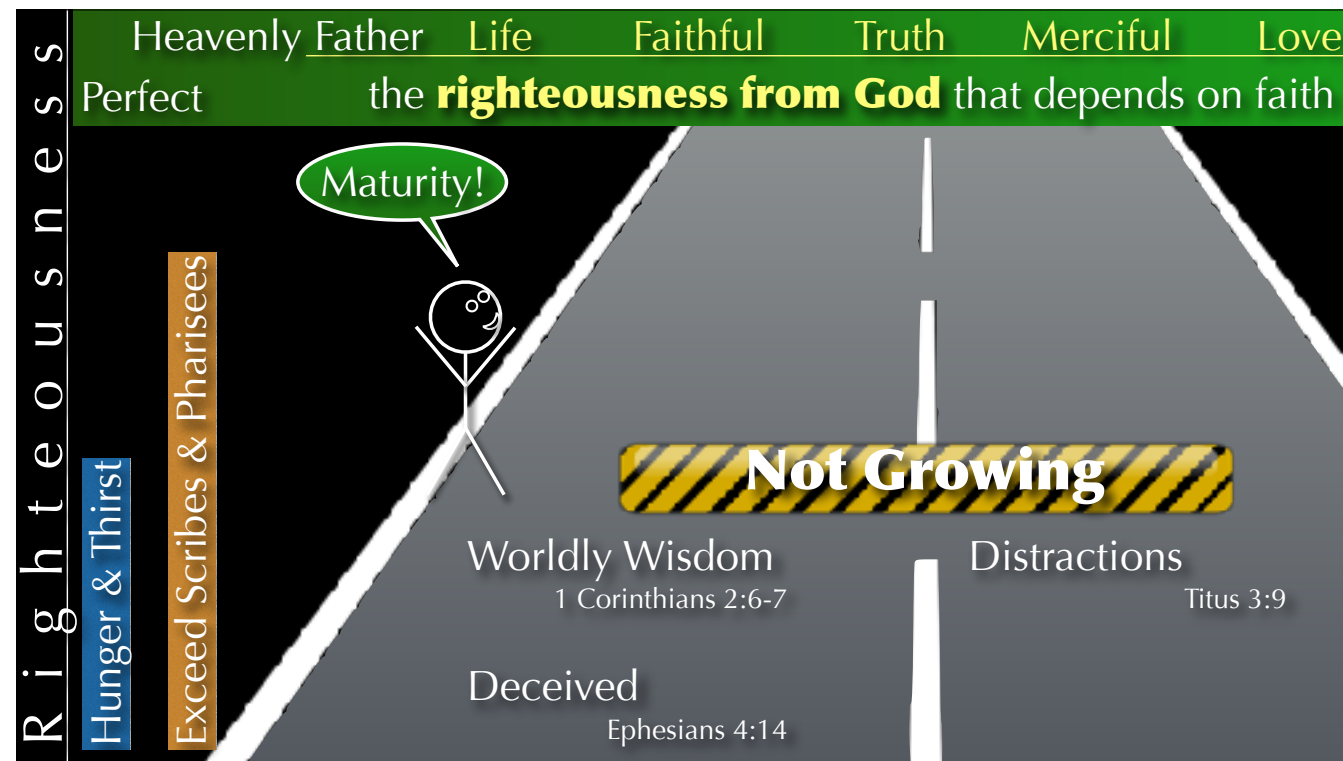 Righteousness
Heavenly Father Life Faithful Truth Merciful Love
Perfect the righteousness from God that depends on faith
Maturity!
Hunger & Thirst
Exceed Scribes & Pharisees
Not Growing
Worldly Wisdom
1 Corinthians 2:6-7
Distractions
Titus 3:9
Deceived
Ephesians 4:14